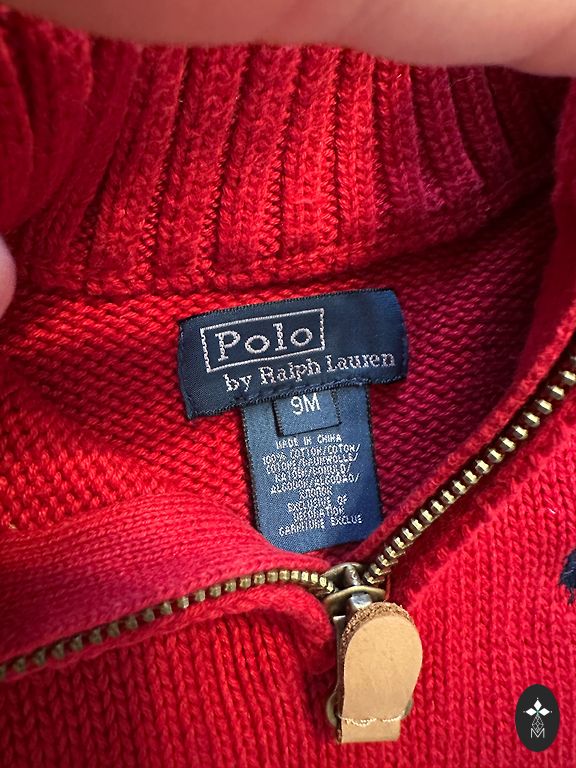 Polo
by Ralph Lauren
9M
MADE IN CHINA
100% COTTON/COTON/
COTONE/BAUMWOLLE/
ALGODON/ALGODÃO/
EXCLUSIVE OF
DECORATION
GARNITURE EXCLUE
M